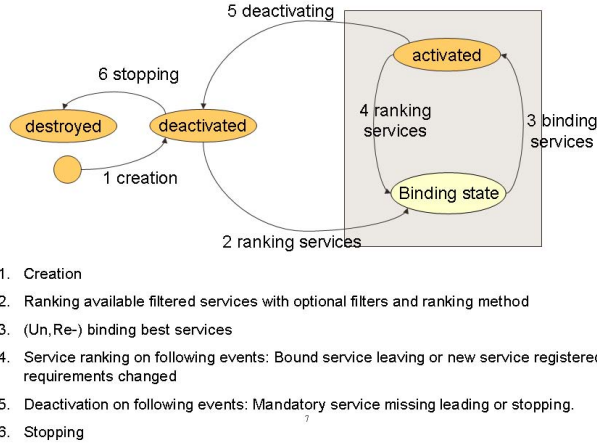 5 deactivating
activated
6 stopping
4 ranking
services
3 binding
services
destroyed
deactivated
1 creation
Binding state
2 ranking services
1. Creation
2. Ranking available filtered services with optional filters and ranking method
3. (Un,Re-) binding best services
4. Service ranking on following events: Bound service leaving or new service registered
requirements changed
5. Deactivation on following events: Mandatory service missing leading or stopping.
7
6. Stopping